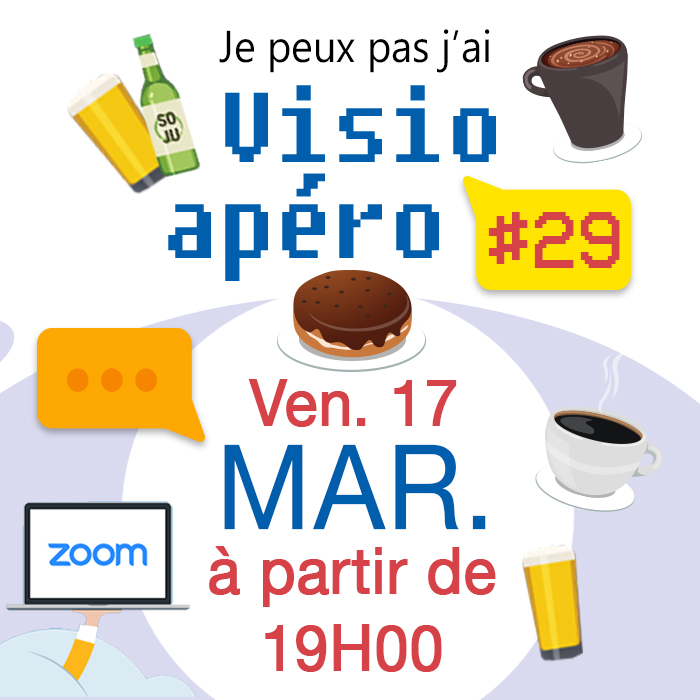 Je peux pas j’ai
Visio
apéro
#29
SO
JU
Ven. 17
MAR.
à partir de
19H00
zoom